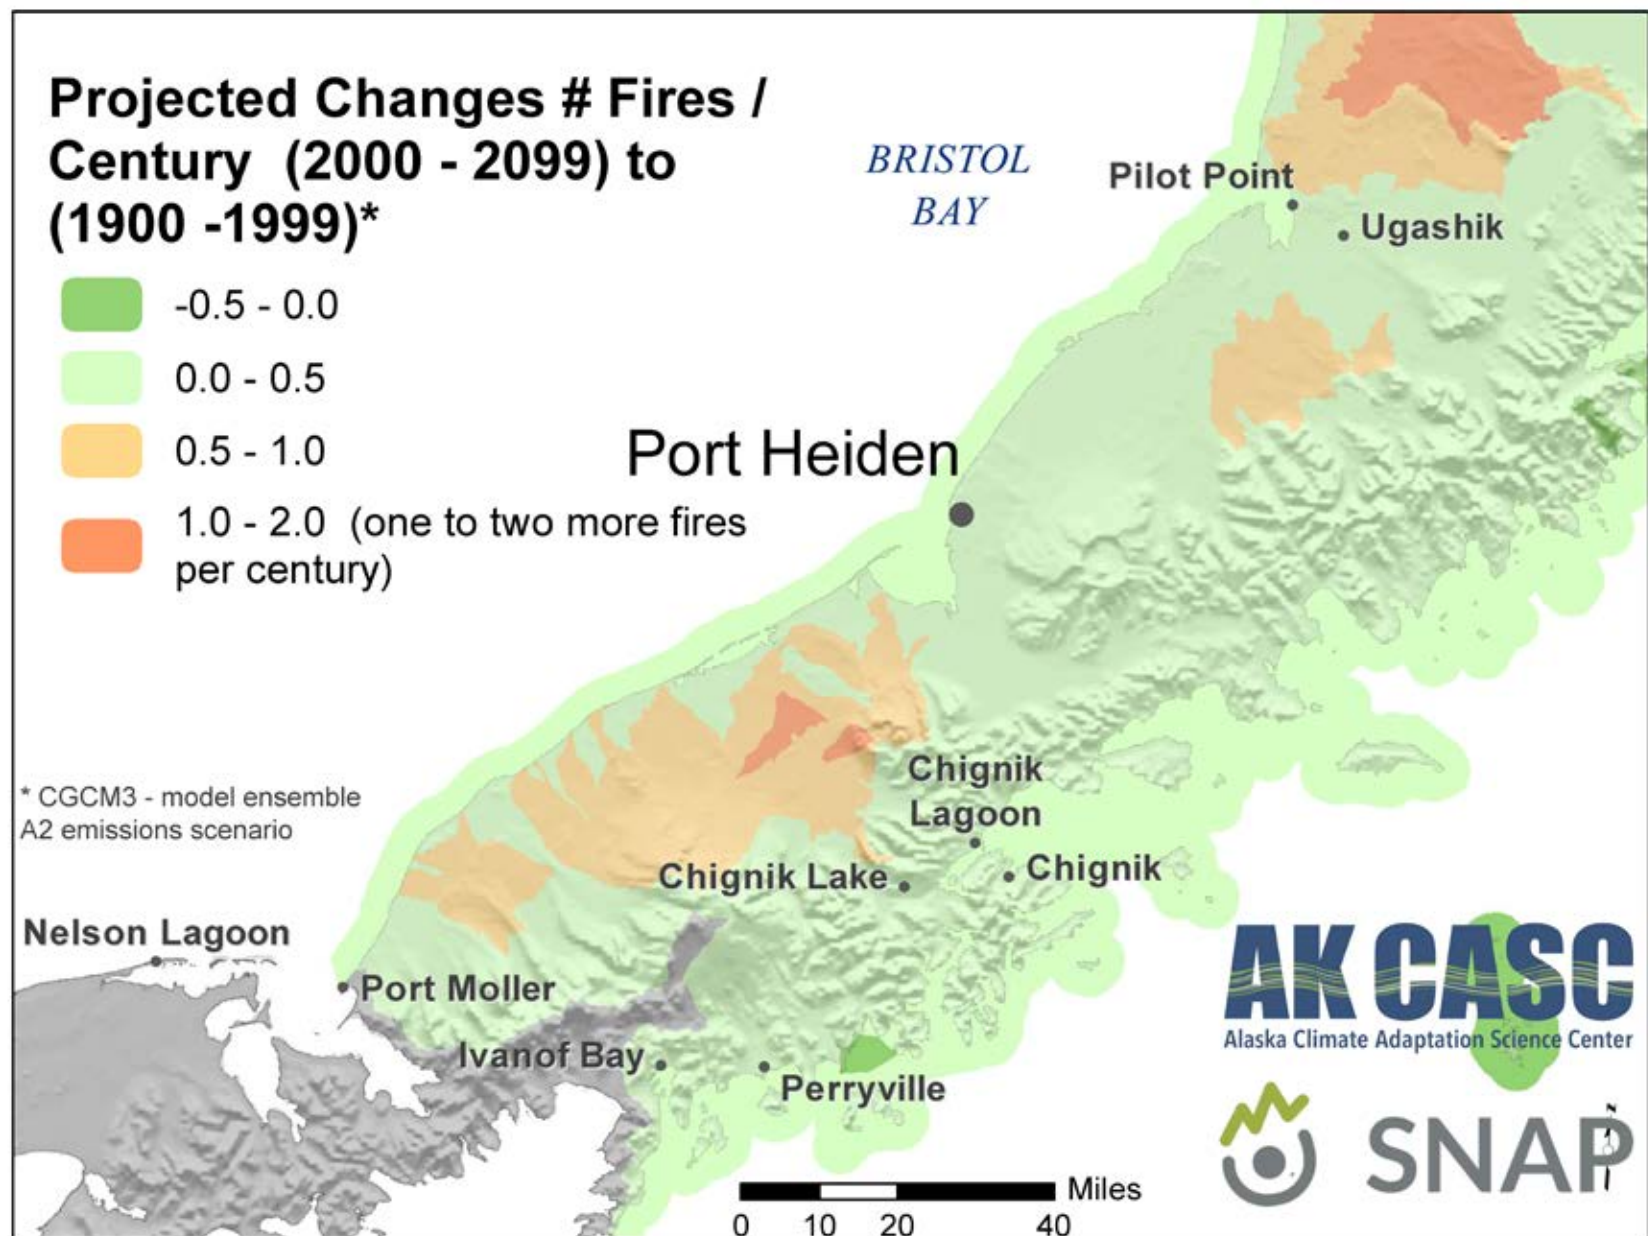 Projected Changes # Fires /
Century (2000 - 2099) to
(1900 -1999)*
-0.5 - 0.0
0.0 - 0.5
0.5 - 1.0
1.0 - 2.0 (one to two more fires
per century)
BRISTOL
BAY
Pilot Point
Ugashik
Port Heiden
* CGCM3 - model ensemble
A2 emissions scenario
Chignik
Lagoon
Chignik Lake
Chignik
Nelson Lagoon
Port Moller
Ivanof Bay
Perryville
AK CASC
Alaska Climate Adaptation Science Center
N
SNAP
Miles
0 10 20 40